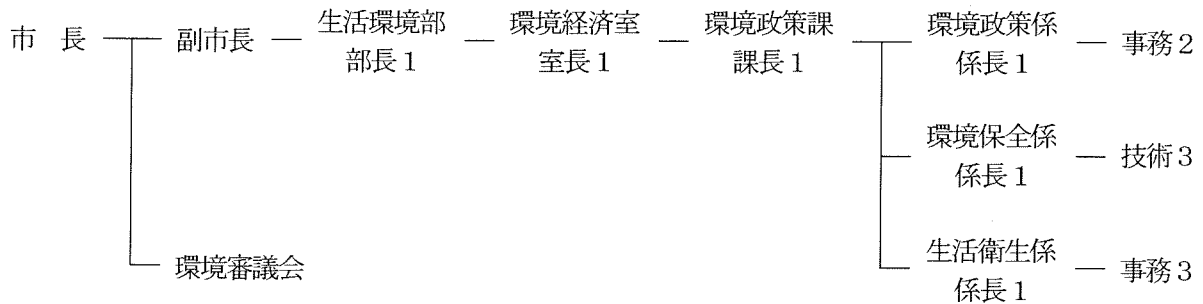 市　長
副市長
生活環境部
部長1
環境経済室
室長1
環境政策課
課長1
環境政策係
係長1
事務2
環境保全係
係長1
技術3
環境審議会
生活衛生係
係長1
事務3